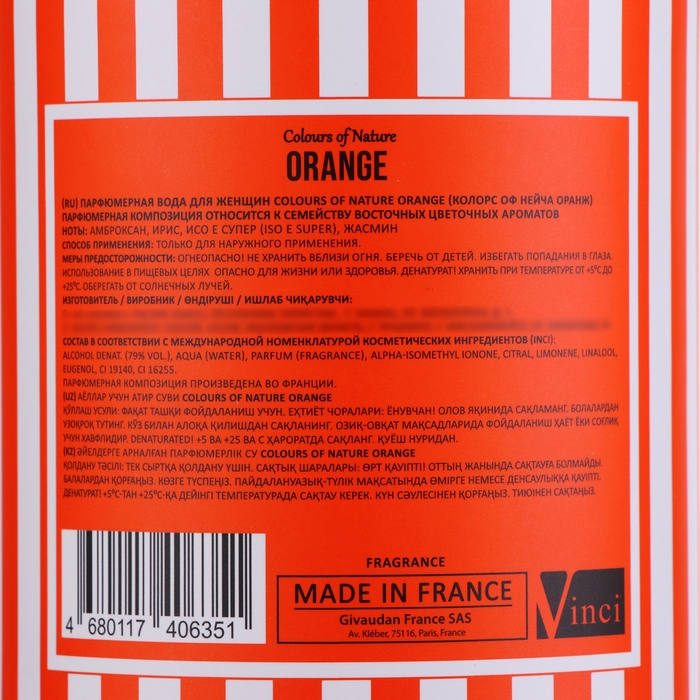 Colours of Nature
ORANGE
(RU) ПАРФЮМЕРНАЯ ВОДА ДЛЯ ЖЕНЩИН COLOURS OF NATURE ORANGE (КОЛОРС ОФ НЕЙЧА ОРАНЖ)
ПАРФЮМЕРНАЯ КОМПОЗИЦИЯ ОТНОСИТСЯ К СЕМЕЙСТВУ ВОСТОЧНЫХ ЦВЕТОЧНЫХ АРОМАТОВ
НОТЫ: АМБРОКСАН, ИРИС, ИСО Е СУПЕР (ISO E SUPER), ЖАСМИН
СПОСОБ ПРИМЕНЕНИЯ: ТОЛЬКО ДЛЯ НАРУЖНОГО ПРИМЕНЕНИЯ.
МЕРЫ ПРЕДОСТОРОЖНОСТИ: ОГНЕОПАСНО! НЕ ХРАНИТЬ ВБЛИЗИ ОГНЯ. БЕРЕЧЬ ОТ ДЕТЕЙ. ИЗБЕГАТЬ ПОПАДАНИЯ В ГЛАЗА.
ИСПОЛЬЗОВАНИЕ В ПИЩЕВЫХ ЦЕЛЯХ ОПАСНО ДЛЯ ЖИЗНИ ИЛИ ЗДОРОВЬЯ. ДЕНАТУРАТ! ХРАНИТЬ ПРИ ТЕМПЕРАТУРЕ ОТ +5°C ДО
+25°C. ОБЕРЕГАТЬ ОТ СОЛНЕЧНЫХ ЛУЧЕЙ.
ИЗГОТОВИТЕЛЬ / ВИРОБНИК / ӨНДІРУШІ / ИШЛАБ ЧИҚАРУВЧИ:
СОСТАВ В СООТВЕТСТВИИ С МЕЖДУНАРОДНОЙ НОМЕНКЛАТУРОЙ КОСМЕТИЧЕСКИХ ИНГРЕДИЕНТОВ (INCI):
ALCOHOL DENAT. (79% VOL.), AQUA (WATER), PARFUM (FRAGRANCE), ALPHA-ISOMETHYL IONONE, CITRAL, LIMONENE, LINALOOL,
EUGENOL, CI 19140, CI 16255.
ПАРФЮМЕРНАЯ КОМПОЗИЦИЯ ПРОИЗВЕДЕНА ВО ФРАНЦИИ.
(UZ) АЁЛЛАР УЧУН АТИР СУВИ COLOURS OF NATURE ORANGE
ҚЎЛЛАШ УСУЛИ: ФАҚАТ ТАШҚИ ФОЙДАЛАНИШ УЧУН. ЕҲТИЁТ ЧОРАЛАРИ: ЁНУВЧАН! ОЛОВ ЯҚИНИДА САҚЛАМАНГ. БОЛАЛАРДАН
УЗОҚРОҚ ТУТИНГ. КЎЗ БИЛАН АЛОҚА ҚИЛИШДАН САҚЛАНИНГ. ОЗИҚ-ОВҚАТ МАҚСАДЛАРИДА ФОЙДАЛАНИШ ҲАЁТ ЁКИ СОҒЛИҚ
УЧУН ХАВФЛИДИР. DENATURATED! +5 ВА +25 ВА С ҲАРОРАТДА САҚЛАНГ. ҚУЁШ НУРИДАН.
(KZ) ӘЙЕЛДЕРГЕ АРНАЛҒАН ПАРФЮМЕРЛІК СУ COLOURS OF NATURE ORANGE
ҚОЛДАНУ ТӘСІЛІ: ТЕК СЫРТҚА ҚОЛДАНУ ҮШІН. САҚТЫҚ ШАРАЛАРЫ: ӨРТ ҚАУІПТІ! ОТТЫҢ ЖАНЫНДА САҚТАУҒА БОЛМАЙДЫ.
БАЛАЛАРДАН ҚОРҒАҢЫЗ. КӨЗГЕ ТҮСПЕҢІЗ. ПАЙДАЛАНУАЗЫҚ-ТҮЛІК МАҚСАТЫНДА ӨМІРГЕ НЕМЕСЕ ДЕНСАУЛЫҚҚА ҚАУІПТІ.
ДЕНАТУРАТ! +5°C-ТАН +25°C-ҚА ДЕЙІНГІ ТЕМПЕРАТУРАДА САҚТАУ КЕРЕК. КҮН СӘУЛЕСІНЕН ҚОРҒАҢЫЗ. ТИЮІНЕН САҚТАҢЫЗ.
4 680117 406351
FRAGRANCE
MADE IN FRANCE
Givaudan France SAS
Av. Kléber, 75116, Paris, France
Vinci